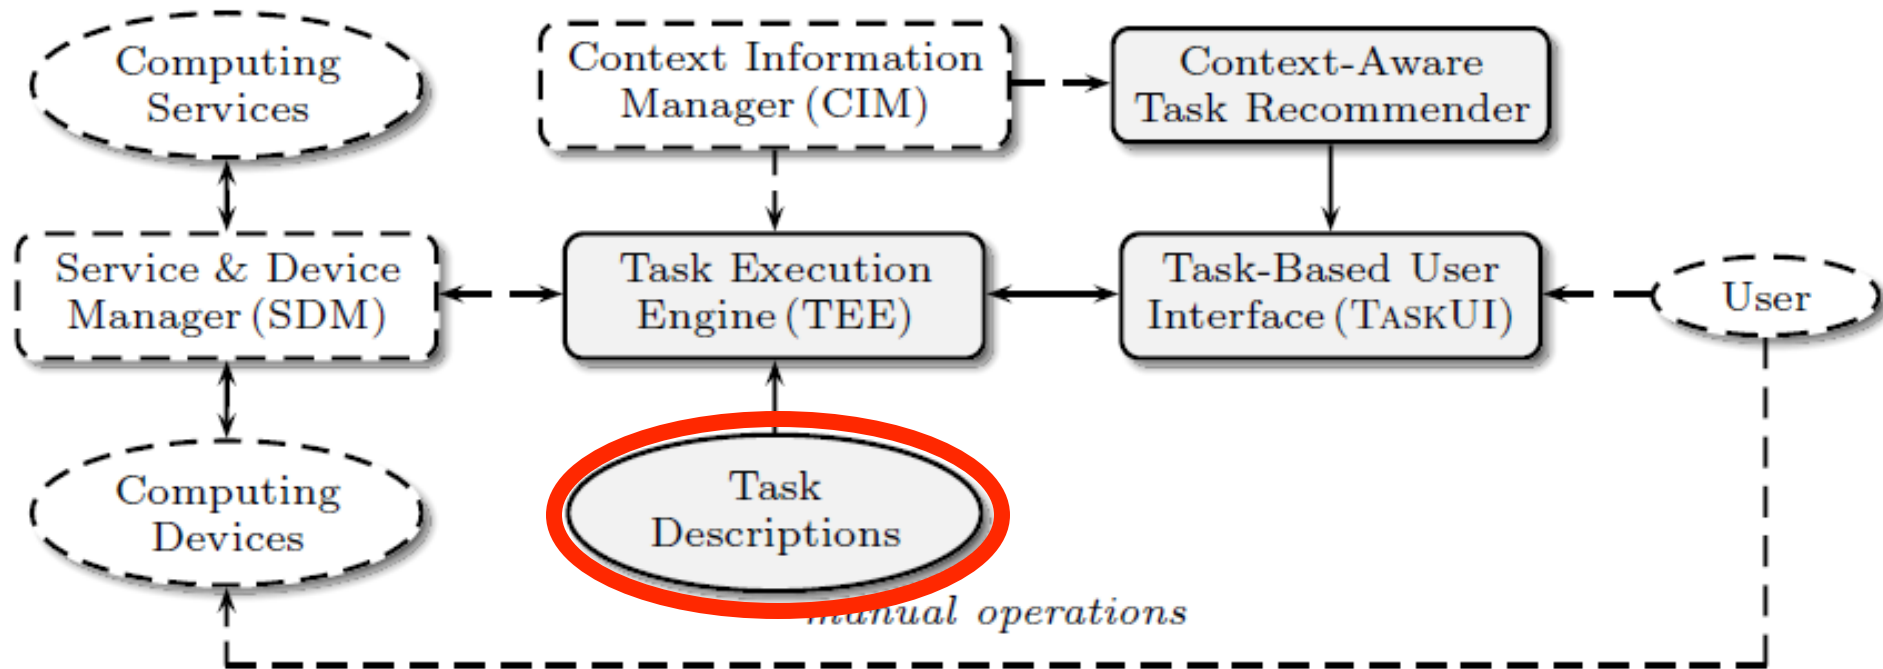 Computing
Services
Context Information
Manager (CIM)
Context-Aware
Task Recommender
Service & Device
Manager (SDM)
Task Execution
Engine (TEE)
Task-Based User
Interface (TASKUI)
User
Computing
Devices
Task
Descriptions
manual operations